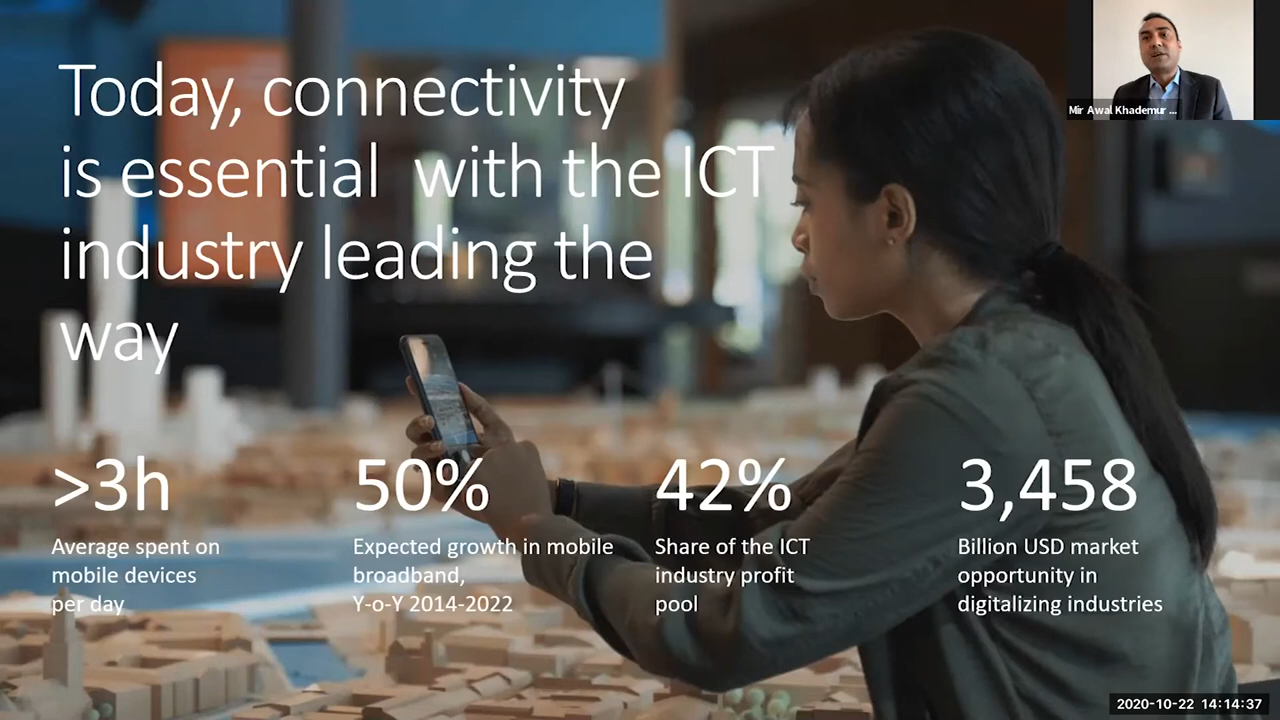 Today, connectivity
is essential with the ICT
industry leading the
way
>3h
Average spent on
mobile devices
per day
50%
Expected growth in mobile
broadband,
Y-o-Y 2014-2022
42%
Share of the ICT
industry profit
pool
3,458
Billion USD market
opportunity in
digitalizing industries
Mir Awal Khademur ...
2020-10-22 14:14:37